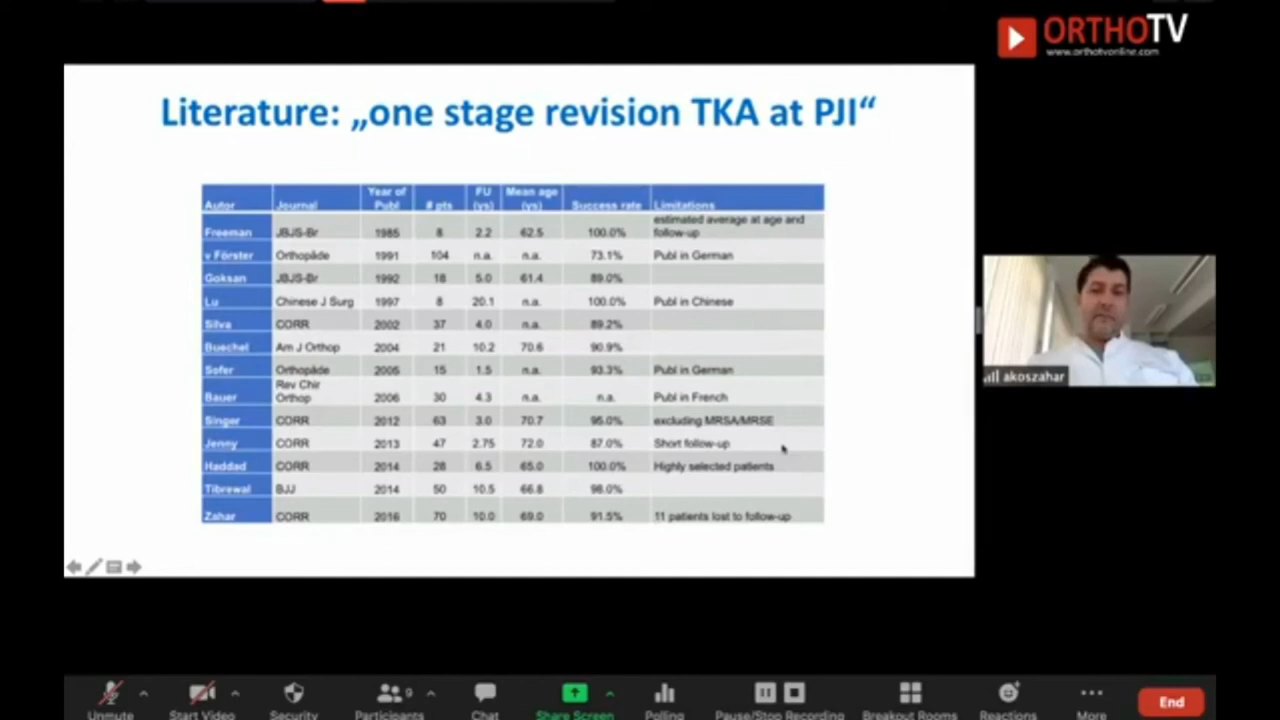 ORTHOTV
www.orthotvonline.com
Literature: „one stage revision TKA at PJI“
Autor Journal Year of Publ # pts FU (ys) Mean age (ys) Success rate Limitations
Freeman JBJS-Br 1985 8 2.2 62.5 100.0% estimated average at age and follow-up
v Förster Orthopäde 1991 104 n.a. n.a. 73.1% Publ in German
Goksan JBJS-Br 1992 18 5.0 61.4 89.0%
Lu Chinese J Surg 1997 8 20.1 n.a. 100.0% Publ in Chinese
Silva CORR 2002 37 4.0 n.a. 89.2%
Buechel Am J Orthop 2004 21 10.2 70.6 90.9%
Sofer Orthopäde 2005 15 1.5 n.a. 93.3% Publ in German
Bauer Rev Chir Orthop 2006 30 4.3 n.a. n.a. Publ in French
Singer CORR 2012 63 3.0 70.7 95.0% excluding MRSA/MRSE
Jenny CORR 2013 47 2.75 72.0 87.0% Short follow-up
Haddad CORR 2014 28 6.5 65.0 100.0% Highly selected patients
Tibrewal BJJ 2014 50 10.5 66.8 98.0%
Zahar CORR 2016 70 10.0 69.0 91.5% 11 patients lost to follow-up
akoszahar
9
Unmute Start Video Security Participants Chat Share Screen Polling Pause/Stop Recording Breakout Rooms Reactions More End